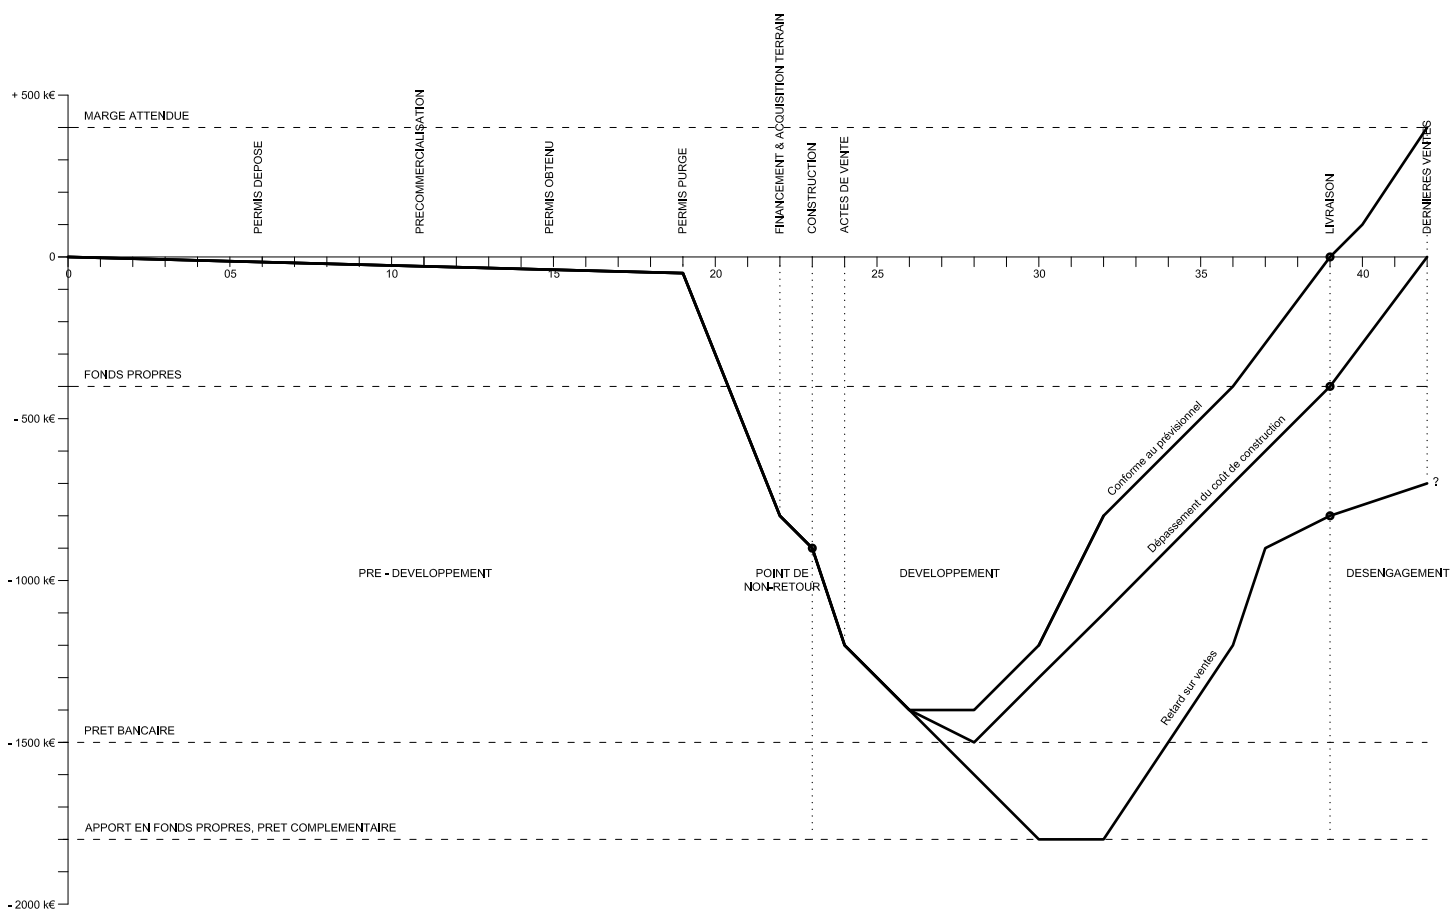 + 500 k€
MARGE ATTENDUE
PERMIS DEPOSE
PRECOMMERCIALISATION
PERMIS OBTENU
PERMIS PURGE
FINANCEMENT & ACQUISITION TERRAIN
CONSTRUCTION
ACTES DE VENTE
LIVRAISON
DERNIERES VENTES
0
0
05
10
15
20
25
30
35
40
FONDS PROPRES
- 500 k€
Conforme au prévisionnel
Dépassement du coût de construction
?
- 1000 k€
PRE - DEVELOPPEMENT
POINT DE
NON-RETOUR
DEVELOPPEMENT
DESENGAGEMENT
Retard sur ventes
PRET BANCAIRE
- 1500 k€
APPORT EN FONDS PROPRES, PRET COMPLEMENTAIRE
- 2000 k€